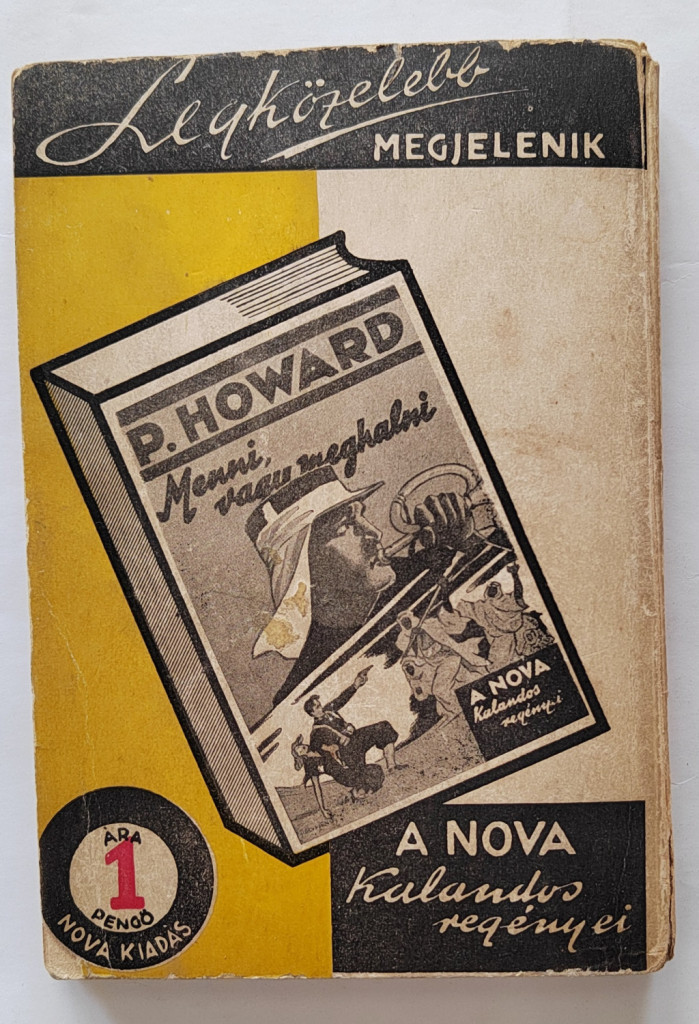 Legközelebb
MEGJELENIK
P. HOWARD
Menni,
vagy meghalni
A NOVA
Kalandos
regényei
ÁRA
1
PENGŐ
NOVA KIADÁS
A NOVA
Kalandos
regényei